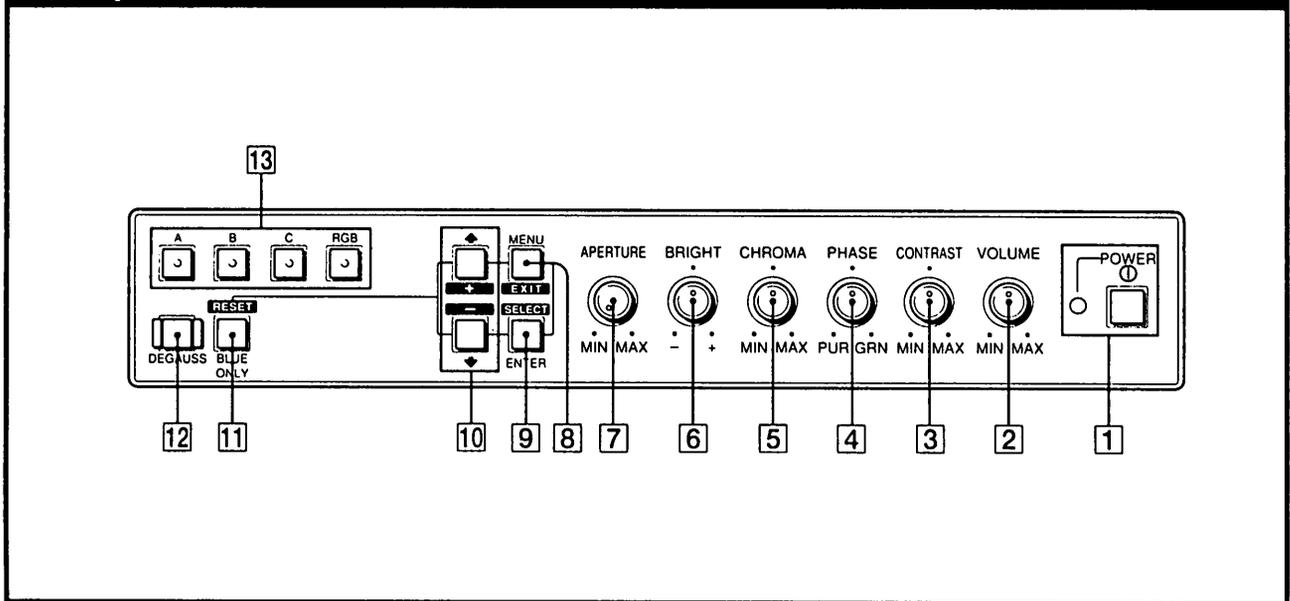 13
A B C RGB
MENU
APERTURE BRIGHT CHROMA PHASE CONTRAST VOLUME
POWER
+ EXIT
RESET
− SELECT
MIN MAX − + MIN MAX PUR GRN MIN MAX MIN MAX
DEGAUSS BLUE ONLY
ENTER
12 11 10 9 8 7 6 5 4 3 2 1